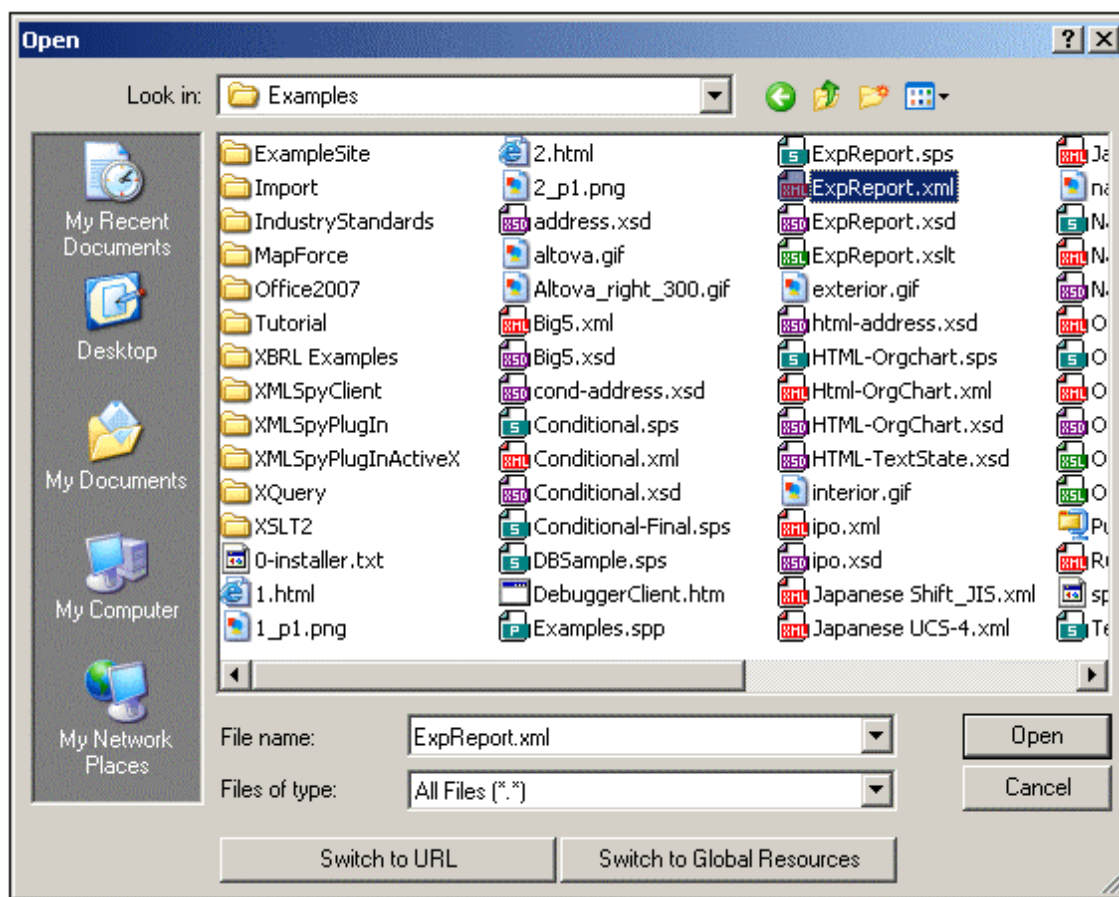 Open
Look in: Examples
My Recent
Documents
Desktop
My Documents
My Computer
My Network
Places
ExampleSite
Import
IndustryStandards
MapForce
Office2007
Tutorial
XBRL Examples
XMLSpyClient
XMLSpyPlugIn
XMLSpyPlugInActiveX
XQuery
XSLT2
0-installer.txt
1.html
1_p1.png
2.html
2_p1.png
address.xsd
altova.gif
Altova_right_300.gif
Big5.xml
Big5.xsd
cond-address.xsd
Conditional.sps
Conditional.xml
Conditional.xsd
Conditional-Final.sps
DBSample.sps
DebuggerClient.htm
Examples.spp
ExpReport.sps
ExpReport.xml
ExpReport.xsd
ExpReport.xslt
exterior.gif
html-address.xsd
HTML-Orgchart.sps
Html-OrgChart.xml
HTML-OrgChart.xsd
HTML-TextState.xsd
interior.gif
ipo.xml
ipo.xsd
Japanese Shift_JIS.xml
Japanese UCS-4.xml
File name: ExpReport.xml
Open
Files of type: All Files (*.*)
Cancel
Switch to URL
Switch to Global Resources